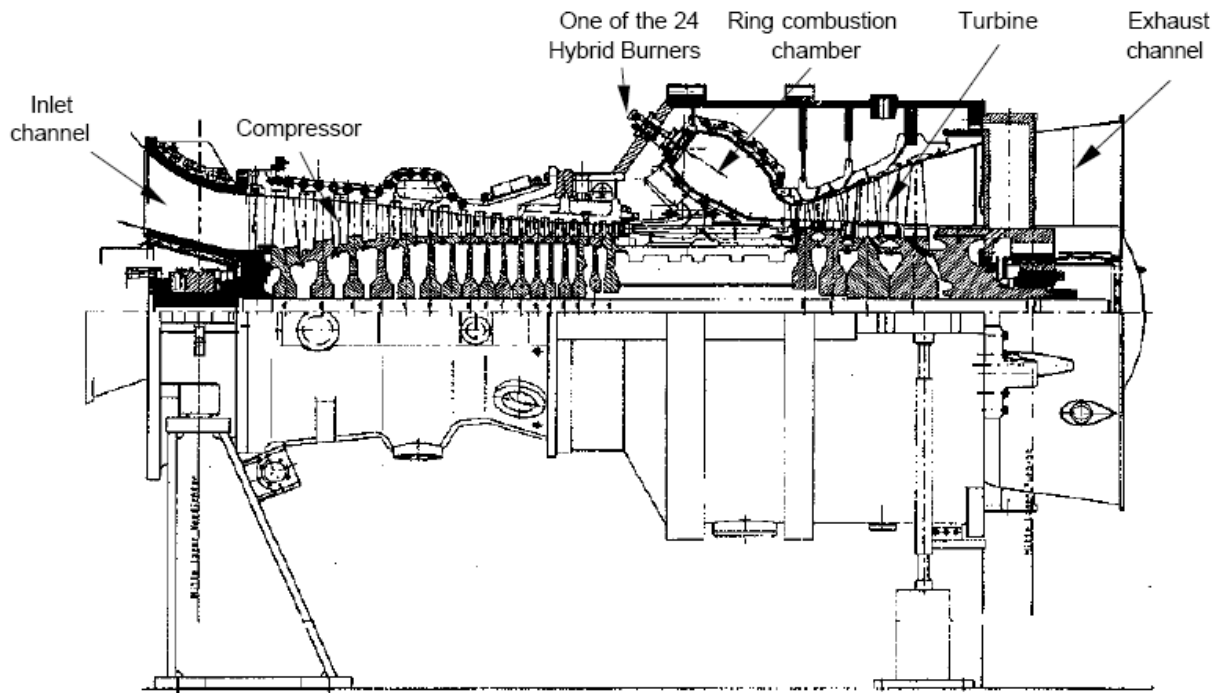 One of the 24
Hybrid Burners
Ring combustion
chamber
Turbine
Exhaust
channel
Inlet
channel
Compressor